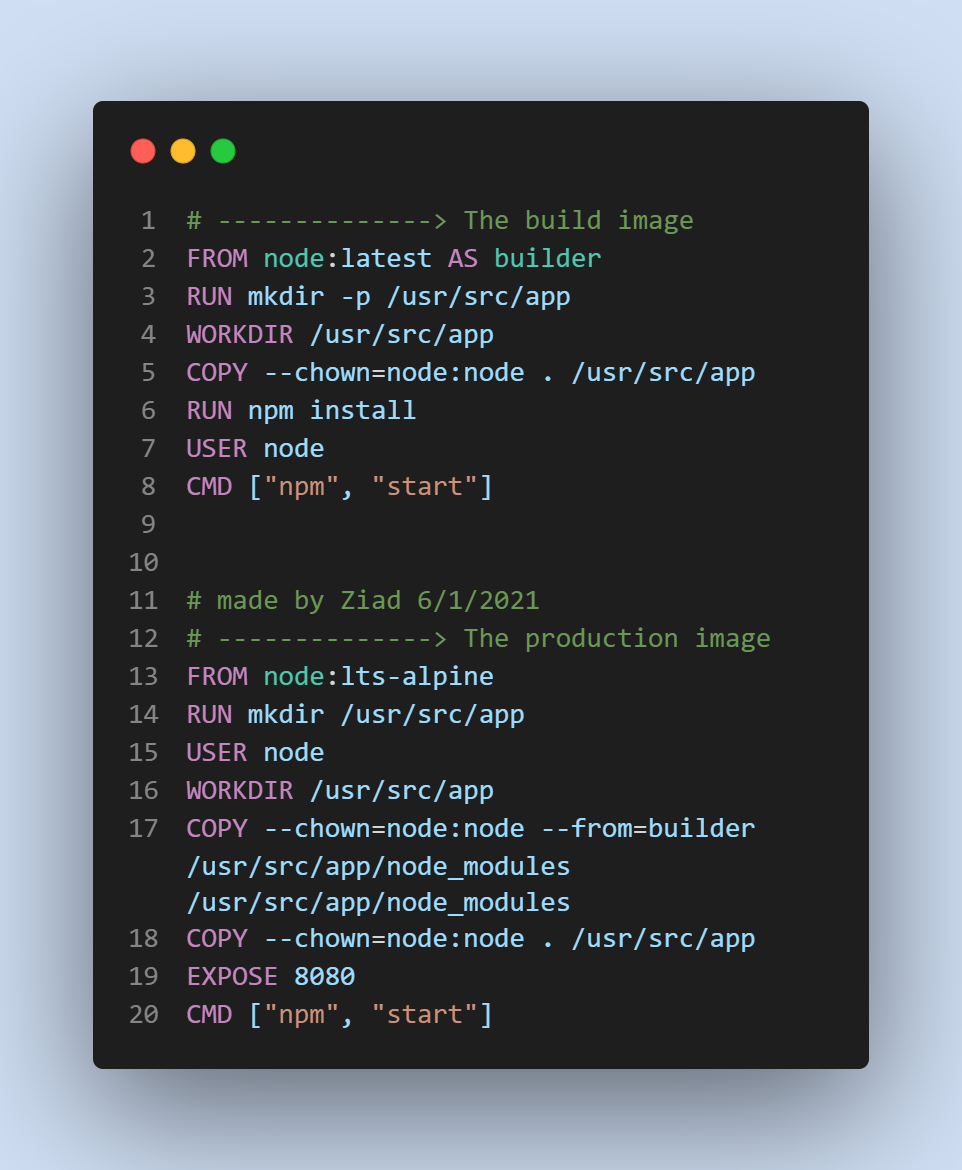 1 # --------------> The build image
2 FROM node:latest AS builder
3 RUN mkdir -p /usr/src/app
4 WORKDIR /usr/src/app
5 COPY --chown=node:node . /usr/src/app
6 RUN npm install
7 USER node
8 CMD ["npm", "start"]
9
10
11 # made by Ziad 6/1/2021
12 # --------------> The production image
13 FROM node:lts-alpine
14 RUN mkdir /usr/src/app
15 USER node
16 WORKDIR /usr/src/app
17 COPY --chown=node:node --from=builder
/usr/src/app/node_modules
/usr/src/app/node_modules
18 COPY --chown=node:node . /usr/src/app
19 EXPOSE 8080
20 CMD ["npm", "start"]